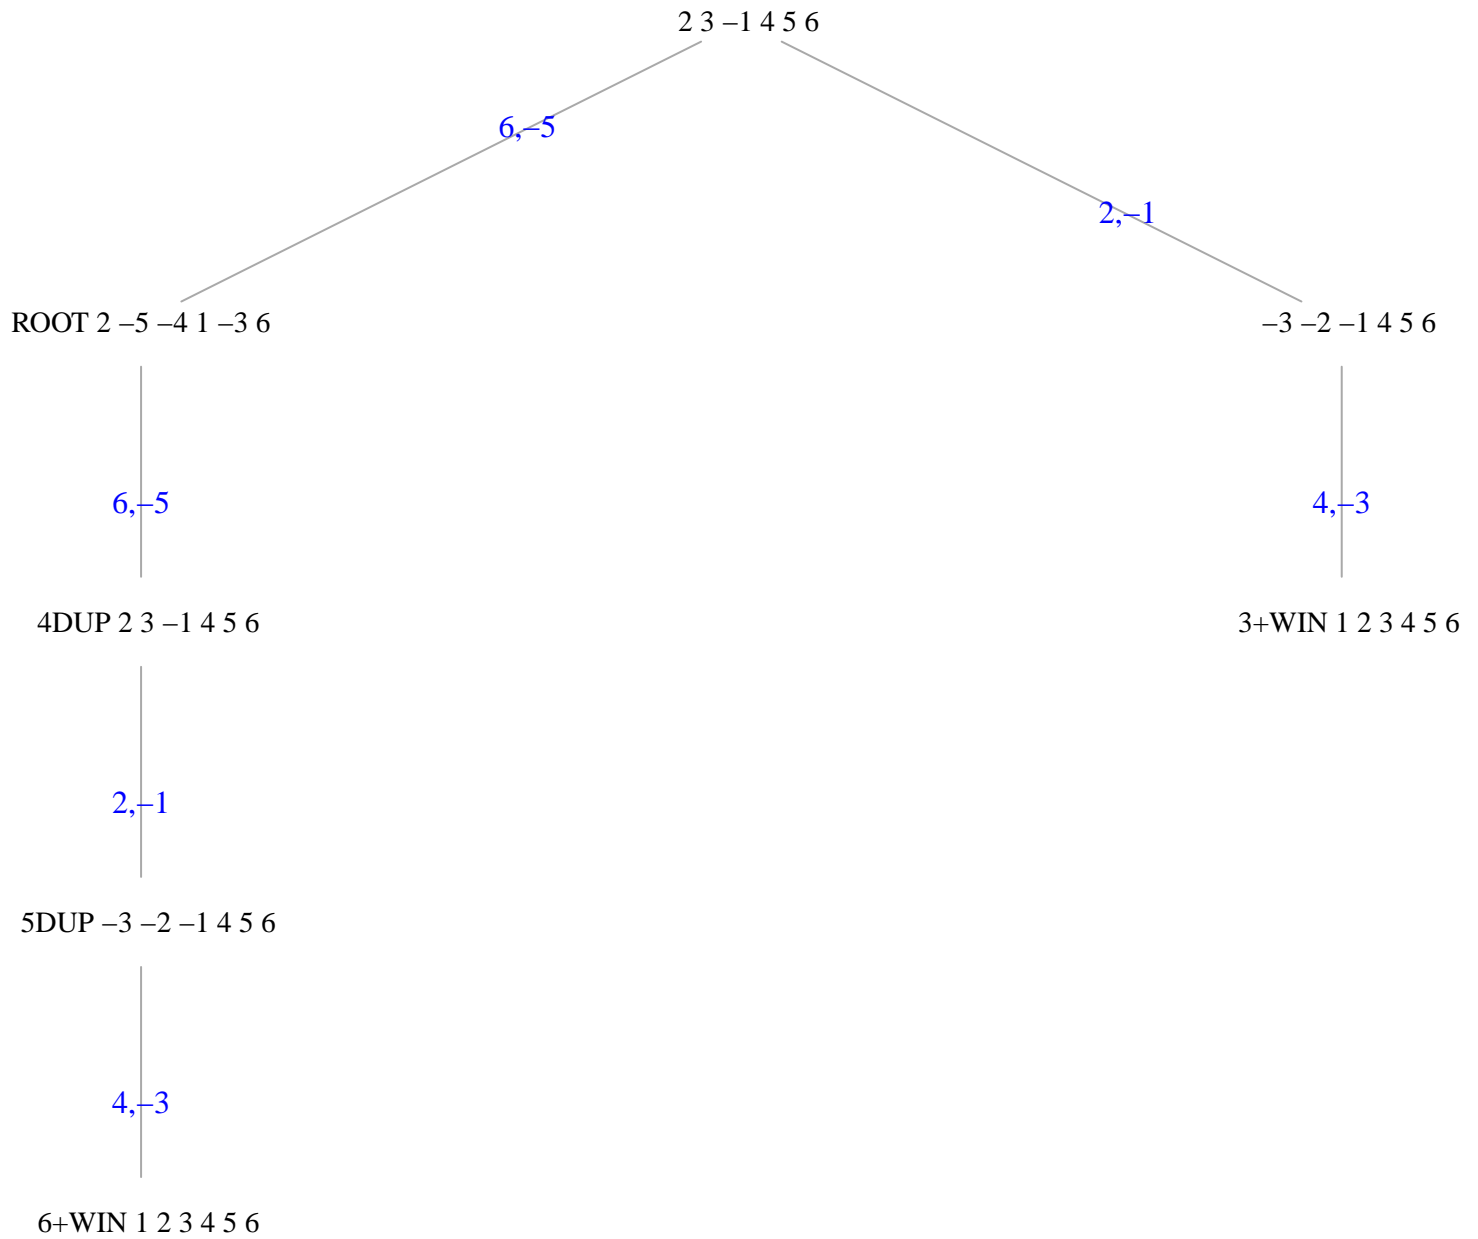 2 3 –1 4 5 6
6,–5
2,–1
ROOT 2 –5 –4 1 –3 6
–3 –2 –1 4 5 6
6,–5
4,–3
4DUP 2 3 –1 4 5 6
3+WIN 1 2 3 4 5 6
2,–1
5DUP –3 –2 –1 4 5 6
4,–3
6+WIN 1 2 3 4 5 6